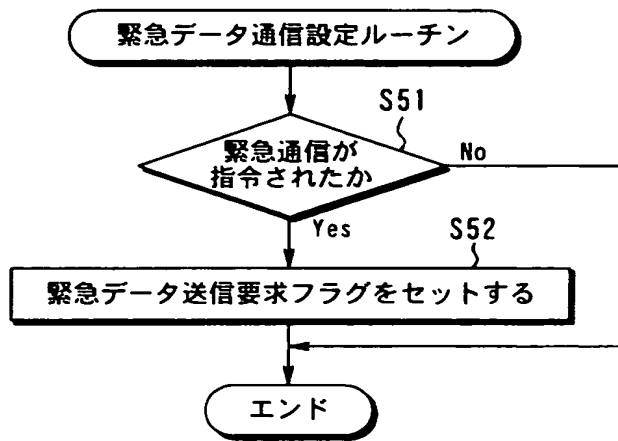 緊急データ通信設定ルーチン
S51
緊急通信が
指令されたか
No
Yes
S52
緊急データ送信要求フラグをセットする
エンド